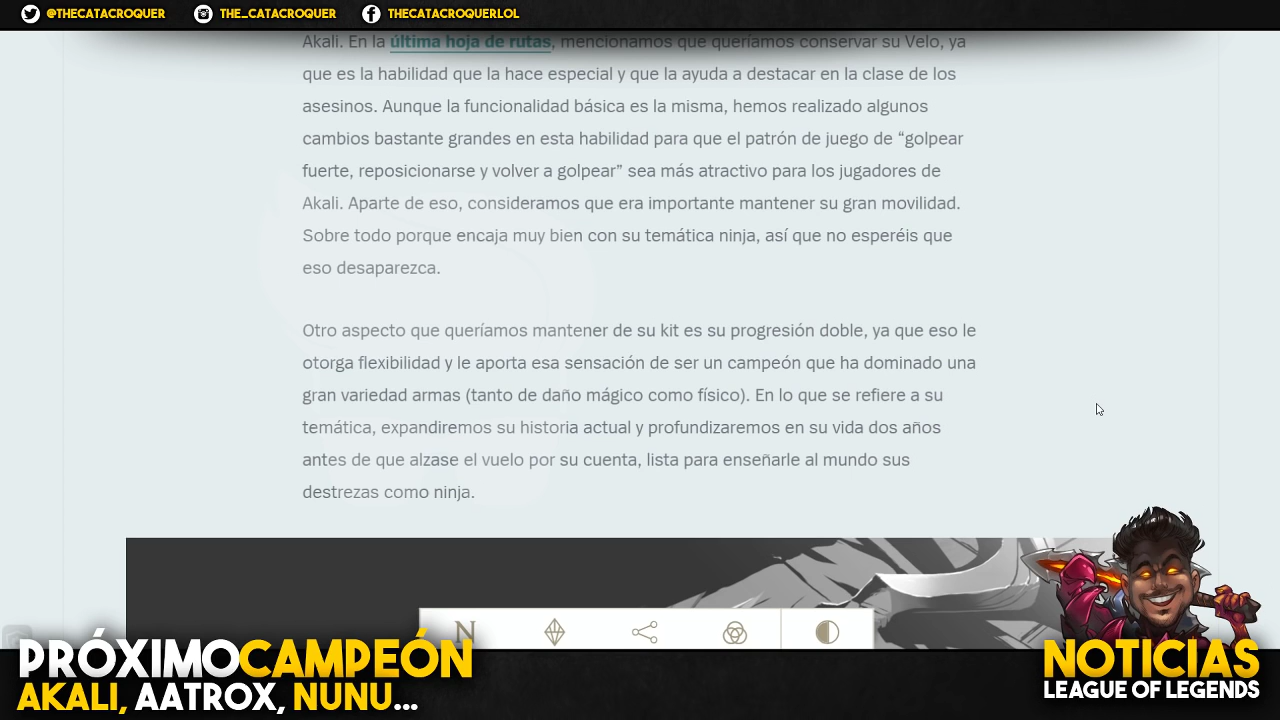 @THECATACROQUER THE_CATACROQUER THECATACROQUERLOL
Akali. En la última hoja de rutas, mencionamos que queríamos conservar su Velo, ya
que es la habilidad que la hace especial y que la ayuda a destacar en la clase de los
asesinos. Aunque la funcionalidad básica es la misma, hemos realizado algunos
cambios bastante grandes en esta habilidad para que el patrón de juego de “golpear
fuerte, reposicionarse y volver a golpear” sea más atractivo para los jugadores de
Akali. Aparte de eso, consideramos que era importante mantener su gran movilidad.
Sobre todo porque encaja muy bien con su temática ninja, así que no esperéis que
eso desaparezca.
Otro aspecto que queríamos mantener de su kit es su progresión doble, ya que eso le
otorga flexibilidad y le aporta esa sensación de ser un campeón que ha dominado una
gran variedad armas (tanto de daño mágico como físico). En lo que se refiere a su
temática, expandiremos su historia actual y profundizaremos en su vida dos años
antes de que alzase el vuelo por su cuenta, lista para enseñarle al mundo sus
destrezas como ninja.
N
PRÓXIMOCAMPEÓN
AKALI, AATROX, NUNU...
NOTICIAS
LEAGUE OF LEGENDS